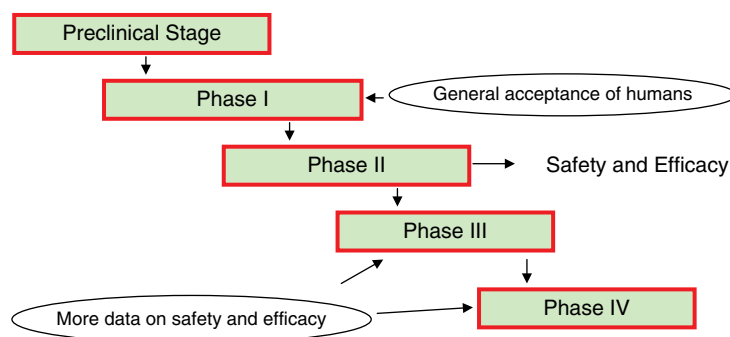 Preclinical Stage
Phase I
General acceptance of humans
Phase II
Safety and Efficacy
Phase III
More data on safety and efficacy
Phase IV